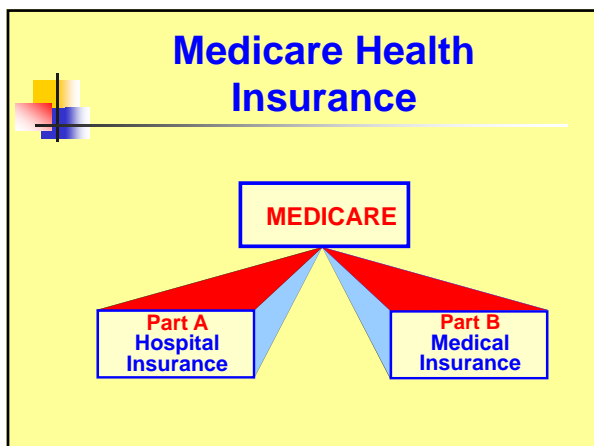 Medicare Health
Insurance
MEDICARE
Part A
Hospital
Insurance
Part B
Medical
Insurance